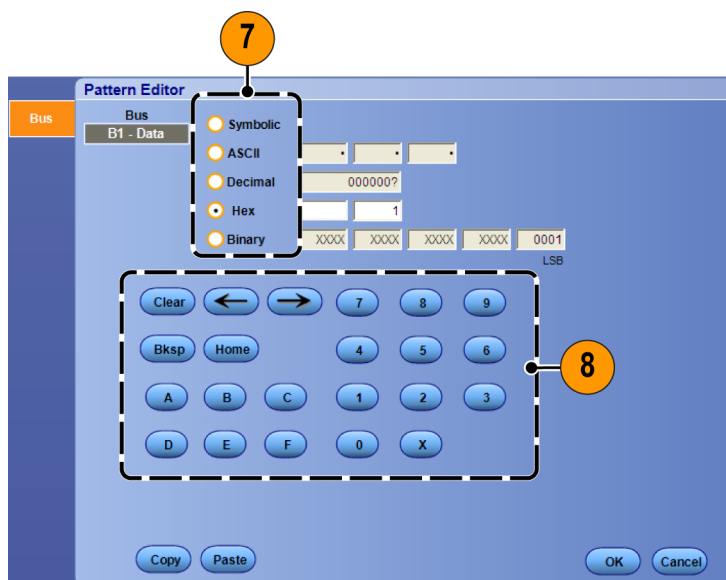 7
Pattern Editor
Bus
Bus
B1 - Data
Symbolic
ASCII . . .
Decimal 000000?
Hex 1
Binary XXXX XXXX XXXX XXXX 0001
LSB
Clear ← → 7 8 9
Bksp Home 4 5 6
8
A B C 1 2 3
D E F 0 X
Copy Paste OK Cancel